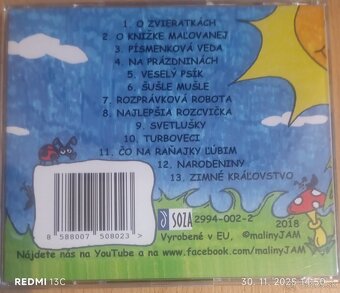 1. O ZVIERATKÁCH
2. O KNIŽKE MAĽOVANEJ
3. PÍSMENKOVÁ VEDA
4. NA PRÁZDNINÁCH
5. VESELÝ PSÍK
6. ŠUŠLE MUŠLE
7. ROZPRÁVKOVÁ ROBOTA
8. NAJLEPŠIA ROZCVIČKA
9. SVETLUŠKY
10. TURBOVECI
11. ČO NA RAŇAJKY ĽÚBIM
12. NARODENINY
13. ZIMNÉ KRÁĽOVSTVO
SOZA 2994-002-2 2018
Vyrobené v EU, ©malinyJAM
8 588007 508023 >
Nájdete nás na YouTube a na www.facebook.com/malinyJAM
REDMI 13C
30. 11. 2025 14:50